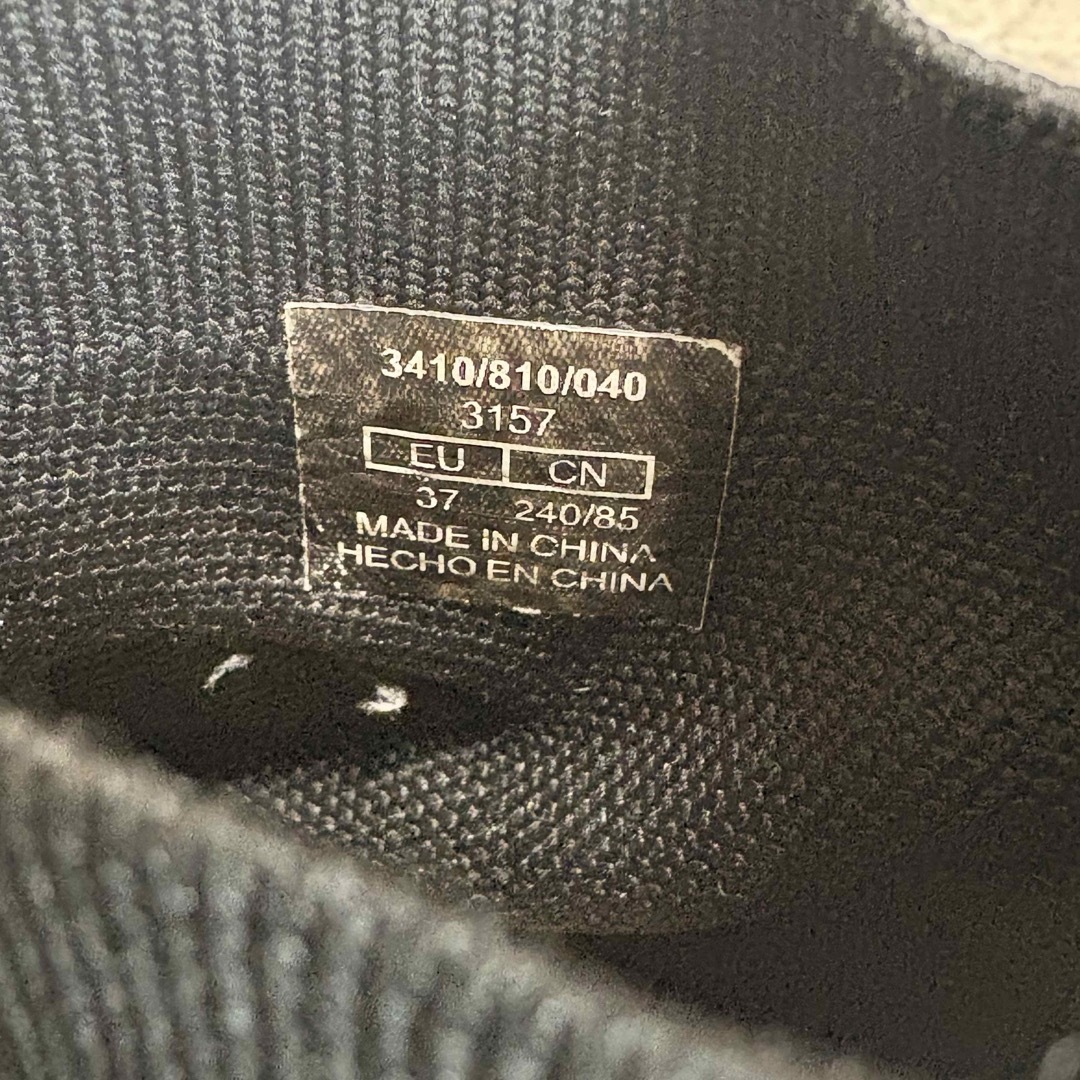 3410/810/040
3157
EU CN
37 240/85
MADE IN CHINA
HECHO EN CHINA